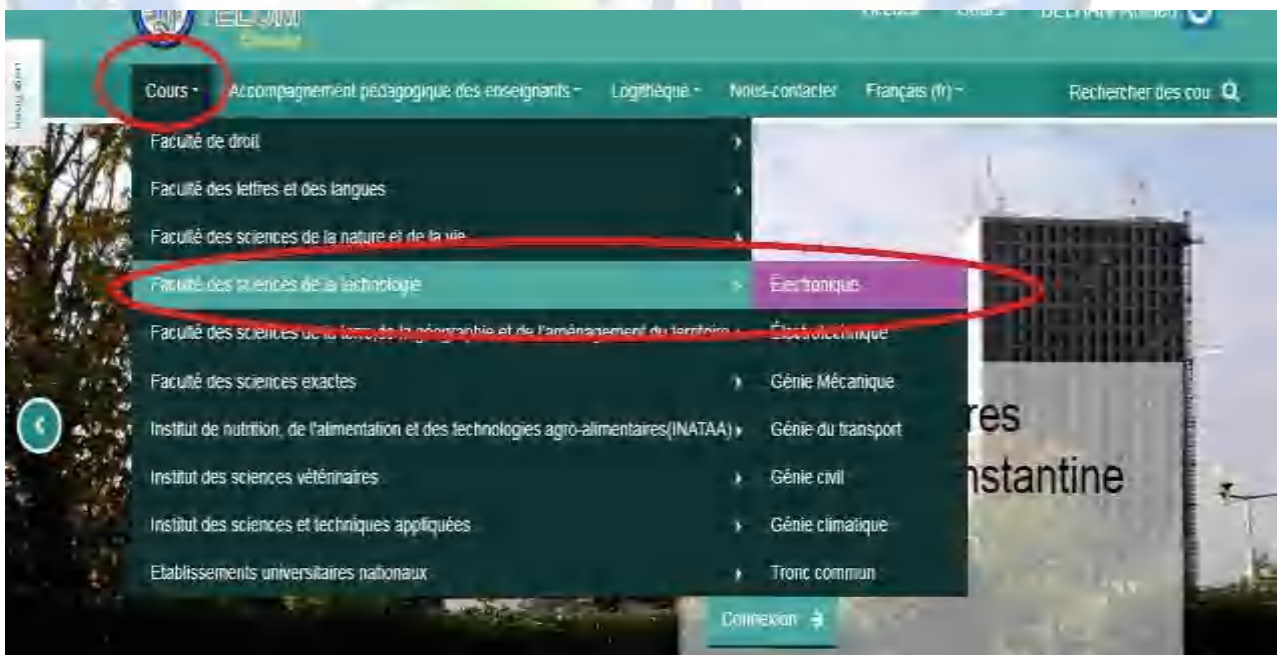 TELUM
Accueil Cours
Cours Accompagnement pédagogique des enseignants Logithèque Nous-contacter Français (fr) Rechercher des cou
Faculté de droit
Faculté des lettres et des langues
Faculté des sciences de la nature et de la vie
Faculté des sciences de la technologie
Electronique
Faculté des sciences de la terre,de la géographie et de l'aménagement du territoire
Électrotechnique
Faculté des sciences exactes
Génie Mécanique
Institut de nutrition, de l'alimentation et des technologies agro-alimentaires(INATAA)
Génie du transport
Institut des sciences vétérinaires
Génie civil
Institut des sciences et techniques appliquées
Génie climatique
Etablissements universitaires nationaux
Tronc commun
res
nstantine
Connexion